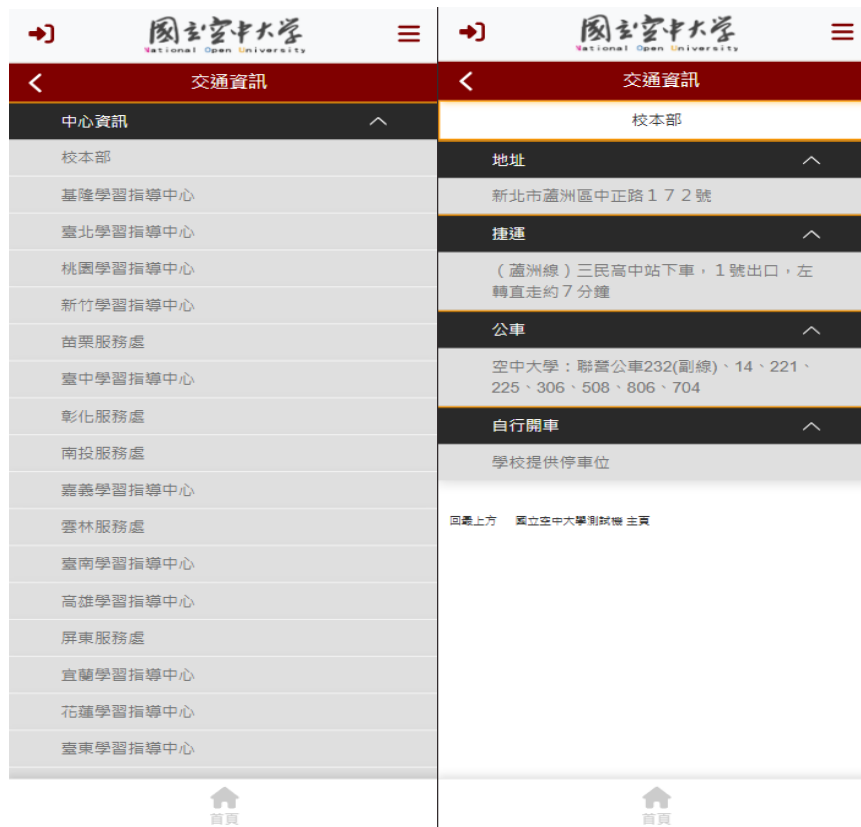 國立空中大学
National Open University
交通資訊
中心資訊
校本部
基隆學習指導中心
臺北學習指導中心
桃園學習指導中心
新竹學習指導中心
苗栗服務處
臺中學習指導中心
彰化服務處
南投服務處
嘉義學習指導中心
雲林服務處
臺南學習指導中心
高雄學習指導中心
屏東服務處
宜蘭學習指導中心
花蓮學習指導中心
臺東學習指導中心
首頁
國立空中大学
National Open University
交通資訊
校本部
地址
新北市蘆洲區中正路１７２號
捷運
（蘆洲線）三民高中站下車，１號出口，左
轉直走約７分鐘
公車
空中大學：聯營公車232(副線)、14、221、
225、306、508、806、704
自行開車
學校提供停車位
回最上方 國立空中大學測試機 主頁
首頁